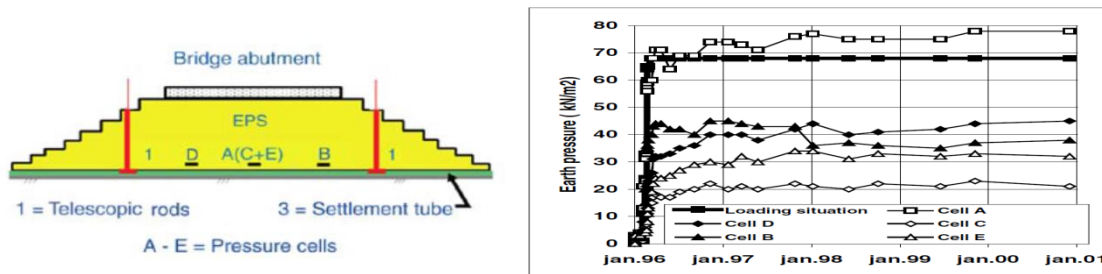 Bridge abutment
EPS
1 D A(C+E) B 1
1 = Telescopic rods 3 = Settlement tube
A - E = Pressure cells
Earth pressure ( kN/m2)
80
70
60
50
40
30
20
10
0
Loading situation Cell A
Cell D Cell C
Cell B Cell E
jan.96 jan.97 jan.98 jan.99 jan.00 jan.01